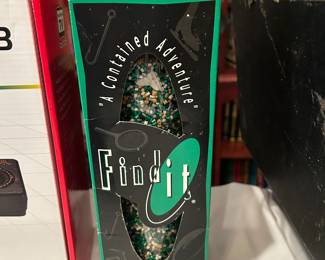 B
"A Contained Adventure"
Find it®